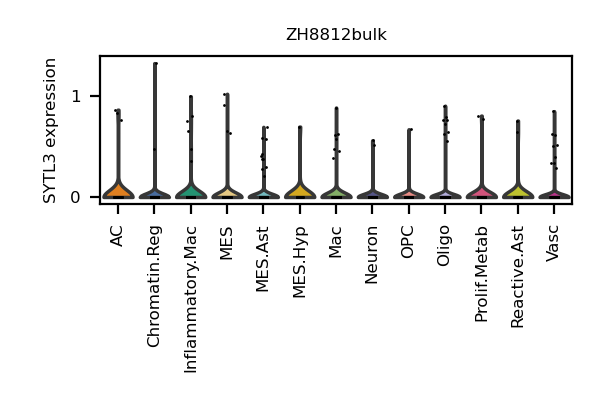 ZH8812bulk
SYTL3 expression
1
0
AC
Chromatin.Reg
Inflammatory.Mac
MES
MES.Ast
MES.Hyp
Mac
Neuron
OPC
Oligo
Prolif.Metab
Reactive.Ast
Vasc